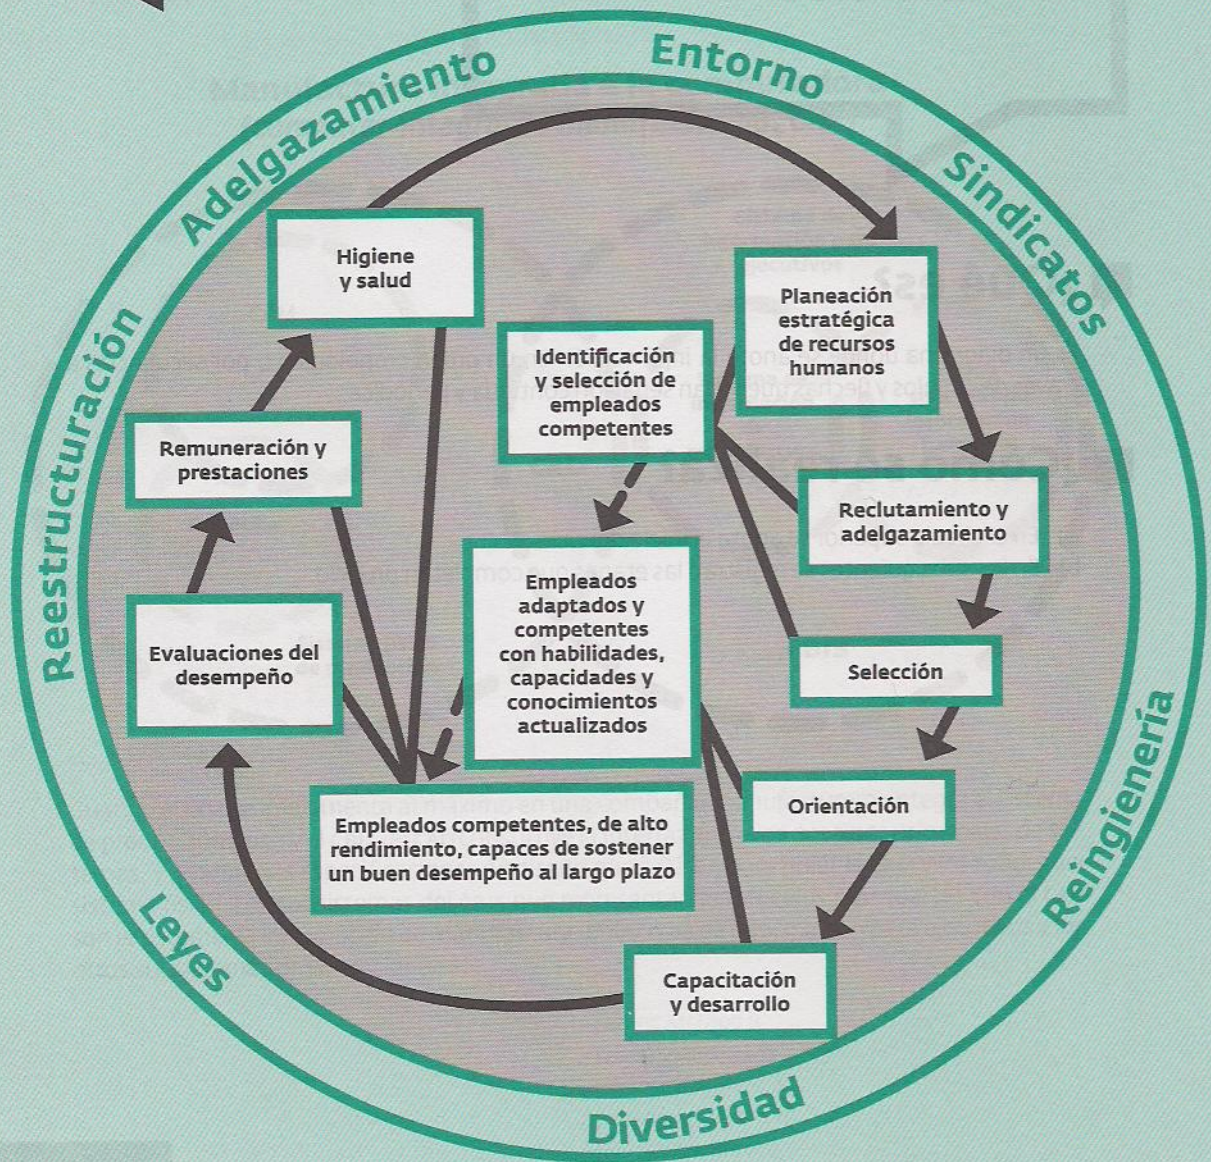 Entorno
Sindicatos
Reingienería
Diversidad
Leyes
Reestructuración
Adelgazamiento
Higiene
y salud
Planeación
estratégica
de recursos
humanos
Identificación
y selección de
empleados
competentes
Remuneración y
prestaciones
Reclutamiento y
adelgazamiento
Empleados
adaptados y
competentes
con habilidades,
capacidades y
conocimientos
actualizados
Evaluaciones del
desempeño
Selección
Orientación
Empleados competentes, de alto
rendimiento, capaces de sostener
un buen desempeño al largo plazo
Capacitación
y desarrollo